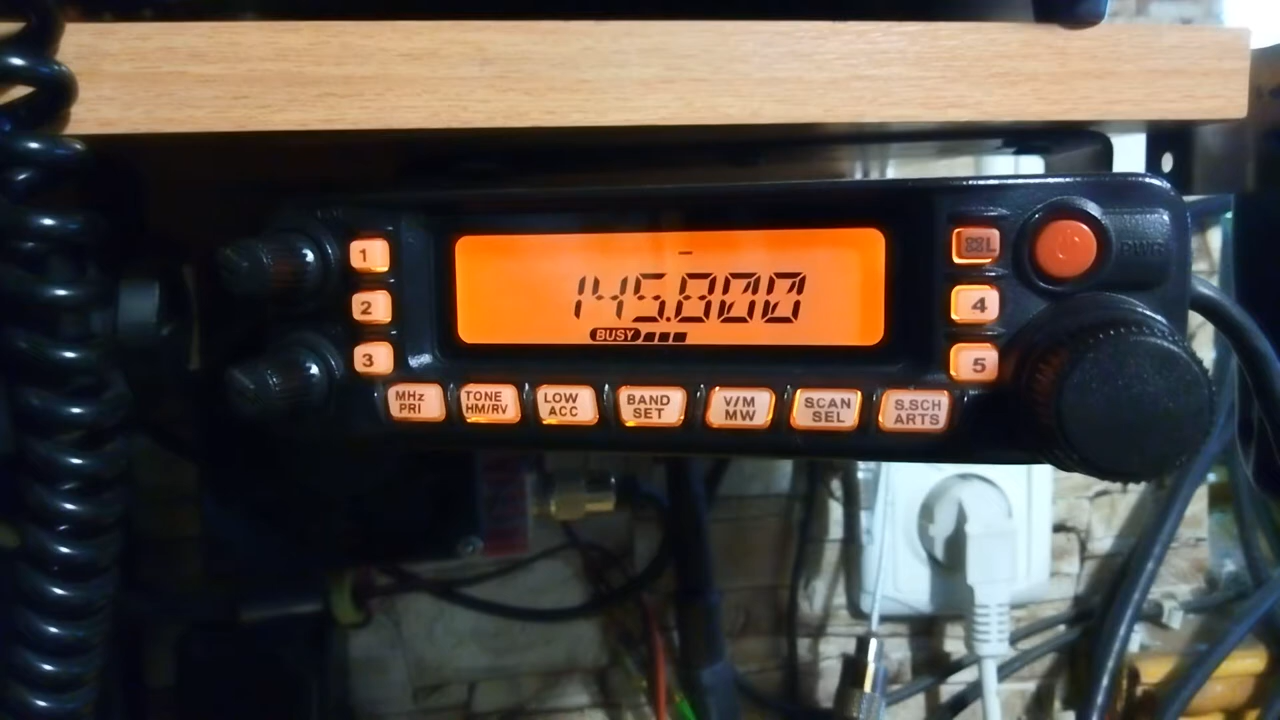 1
2
3
145.800
BUSY
L
PWR
4
5
MHz
PRI
TONE
HM/RV
LOW
ACC
BAND
SET
V/M
MW
SCAN
SEL
S.SCH
ARTS